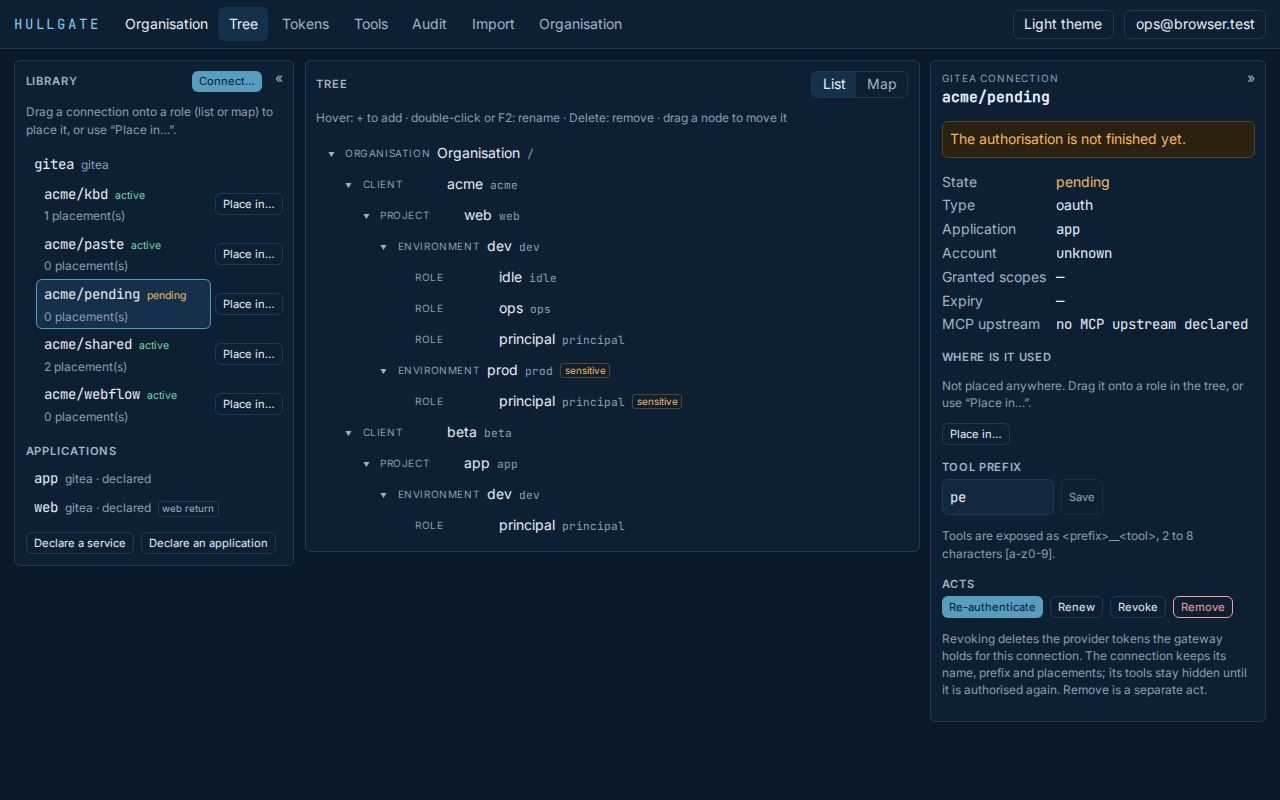 HULLGATE Organisation Tree Tokens Tools Audit Import Organisation Light theme ops@browser.test
LIBRARY Connect... «
Drag a connection onto a role (list or map) to
place it, or use “Place in...”.
gitea gitea
acme/kbd active
1 placement(s)
Place in...
acme/paste active
0 placement(s)
Place in...
acme/pending pending
0 placement(s)
Place in...
acme/shared active
2 placement(s)
Place in...
acme/webflow active
0 placement(s)
Place in...
APPLICATIONS
app gitea · declared
web gitea · declared web return
Declare a service Declare an application
TREE List Map
Hover: + to add · double-click or F2: rename · Delete: remove · drag a node to move it
▾ ORGANISATION Organisation /
▾ CLIENT acme acme
▾ PROJECT web web
▾ ENVIRONMENT dev dev
ROLE idle idle
ROLE ops ops
ROLE principal principal
▾ ENVIRONMENT prod prod sensitive
ROLE principal principal sensitive
▾ CLIENT beta beta
▾ PROJECT app app
▾ ENVIRONMENT dev dev
ROLE principal principal
GITEA CONNECTION »
acme/pending
The authorisation is not finished yet.
State pending
Type oauth
Application app
Account unknown
Granted scopes —
Expiry —
MCP upstream no MCP upstream declared
WHERE IS IT USED
Not placed anywhere. Drag it onto a role in the tree, or
use “Place in...”.
Place in...
TOOL PREFIX
pe Save
Tools are exposed as <prefix>__<tool>, 2 to 8
characters [a-z0-9].
ACTS
Re-authenticate Renew Revoke Remove
Revoking deletes the provider tokens the gateway
holds for this connection. The connection keeps its
name, prefix and placements; its tools stay hidden until
it is authorised again. Remove is a separate act.